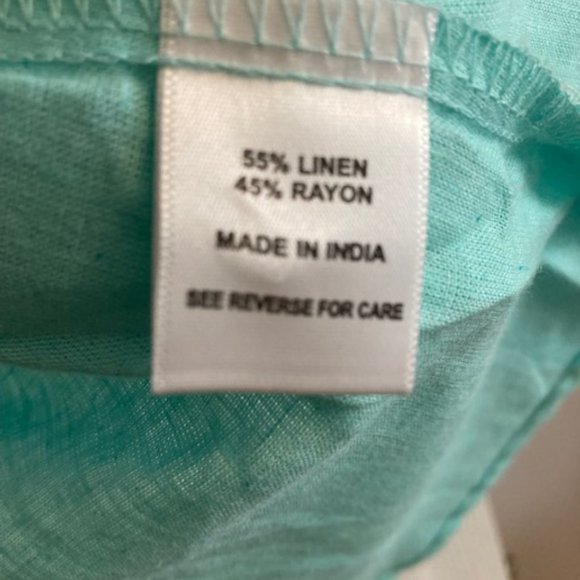 55% LINEN
45% RAYON
MADE IN INDIA
SEE REVERSE FOR CARE